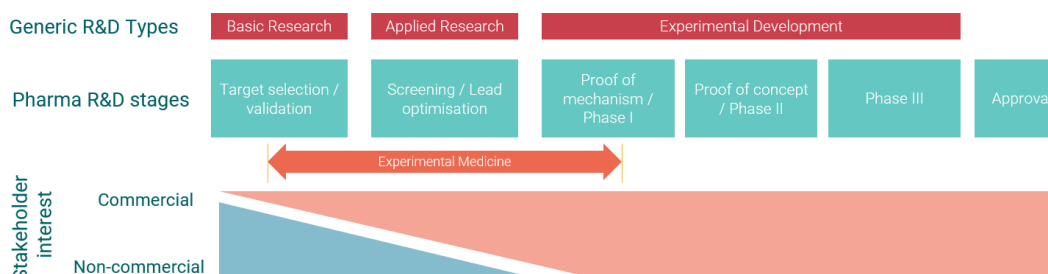 Generic R&D Types
Basic Research
Applied Research
Experimental Development
Pharma R&D stages
Target selection /
validation
Screening / Lead
optimisation
Proof of
mechanism /
Phase I
Proof of concept
/ Phase II
Phase III
Approva
Experimental Medicine
Stakeholder
interest
Commercial
Non-commercial